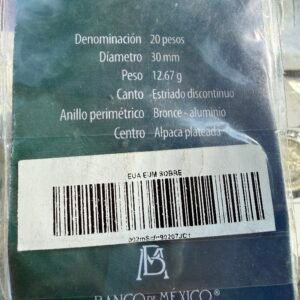 Denominación 20 pesos
Diámetro 30 mm
Peso 12.67 g
Canto Estriado discontinuo
Anillo perimétrico Bronce - aluminio
Centro Alpaca plateada
EUA EUM SOBRE
BANCO DE MÉXICO®